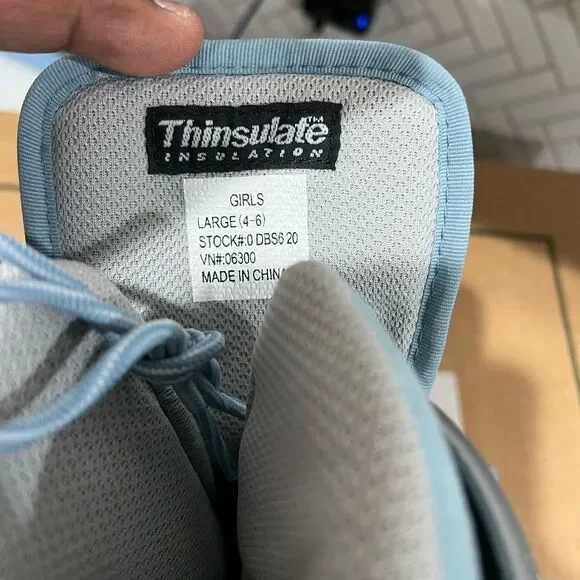 Thinsulate™
INSULATION
GIRLS
LARGE (4-6)
STOCK#:0 DBS6 20
VN#:06300
MADE IN CHINA